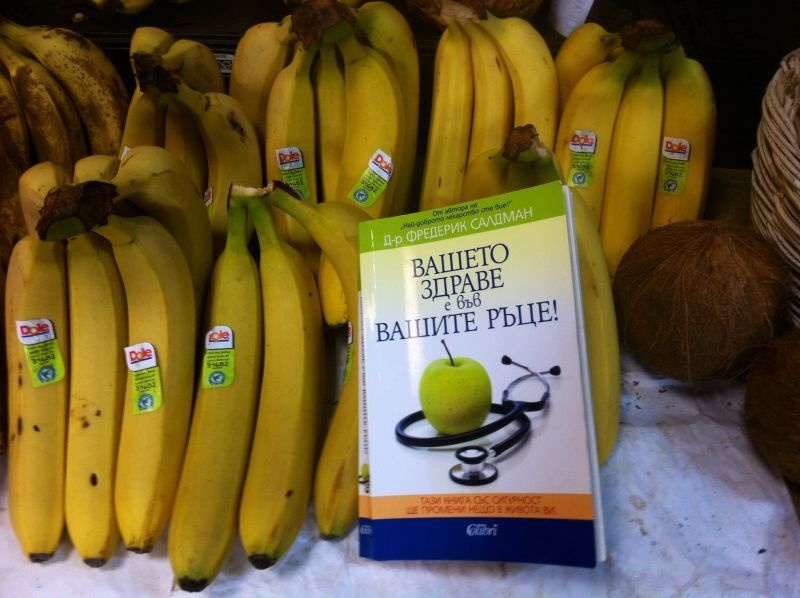 От автора на
„Най-доброто лекарство сте Вие!"
Д-р ФРЕДЕРИК САЛДМАН
ВАШЕТО
ЗДРАВЕ
е във
ВАШИТЕ РЪЦЕ!
ТАЗИ КНИГА СЪС СИГУРНОСТ
ЩЕ ПРОМЕНИ НЕЩО В ЖИВОТА ВИ.
Colibri
Dole
Dole
Dole
Dole
Dole
Dole
Dole